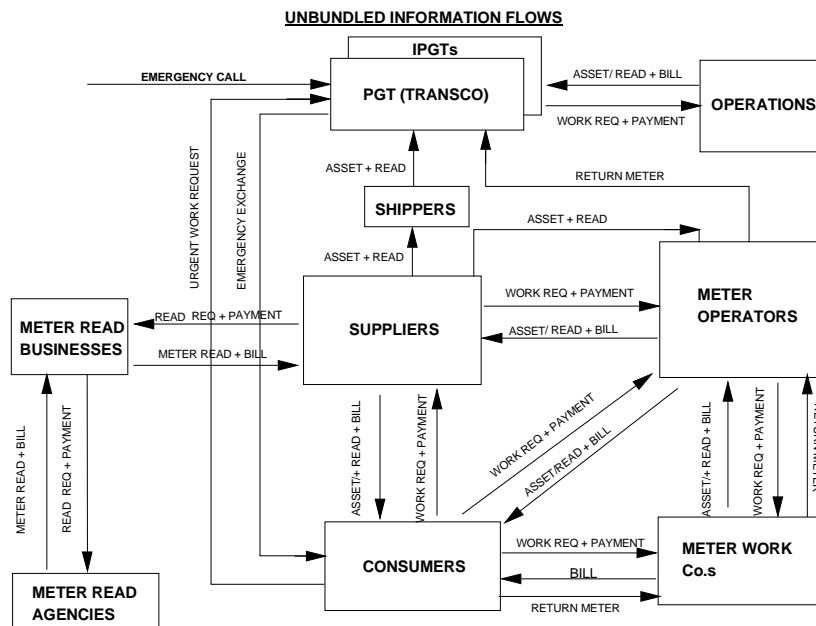 UNBUNDLED INFORMATION FLOWS
IPGTs
EMERGENCY CALL
PGT (TRANSCO)
ASSET/ READ + BILL
OPERATIONS
WORK REQ + PAYMENT
URGENT WORK REQUEST
EMERGENCY EXCHANGE
ASSET + READ
RETURN METER
SHIPPERS
ASSET + READ
ASSET + READ
METER READ
BUSINESSES
READ REQ + PAYMENT
METER READ + BILL
SUPPLIERS
WORK REQ + PAYMENT
ASSET/ READ + BILL
METER
OPERATORS
METER READ + BILL
READ REQ + PAYMENT
ASSET/+ READ + BILL
WORK REQ + PAYMENT
WORK REQ + PAYMENT
ASSET/READ + BILL
ASSET/+ READ + BILL
WORK REQ + PAYMENT
RETURN METER
METER READ
AGENCIES
CONSUMERS
WORK REQ + PAYMENT
BILL
RETURN METER
METER WORK
Co.s